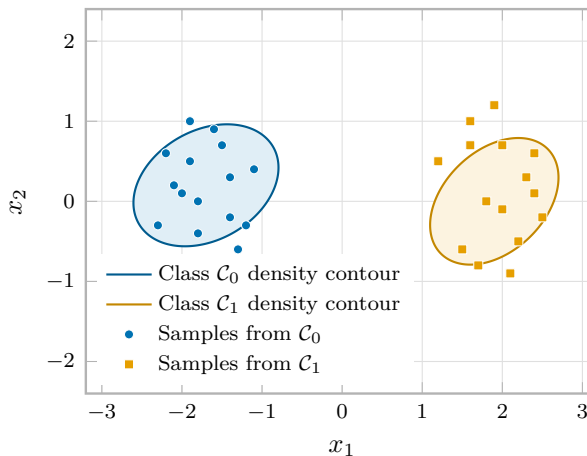 2
1
0
−1
−2
x₂
Class 𝒞₀ density contour
Class 𝒞₁ density contour
Samples from 𝒞₀
Samples from 𝒞₁
−3 −2 −1 0 1 2 3
x₁